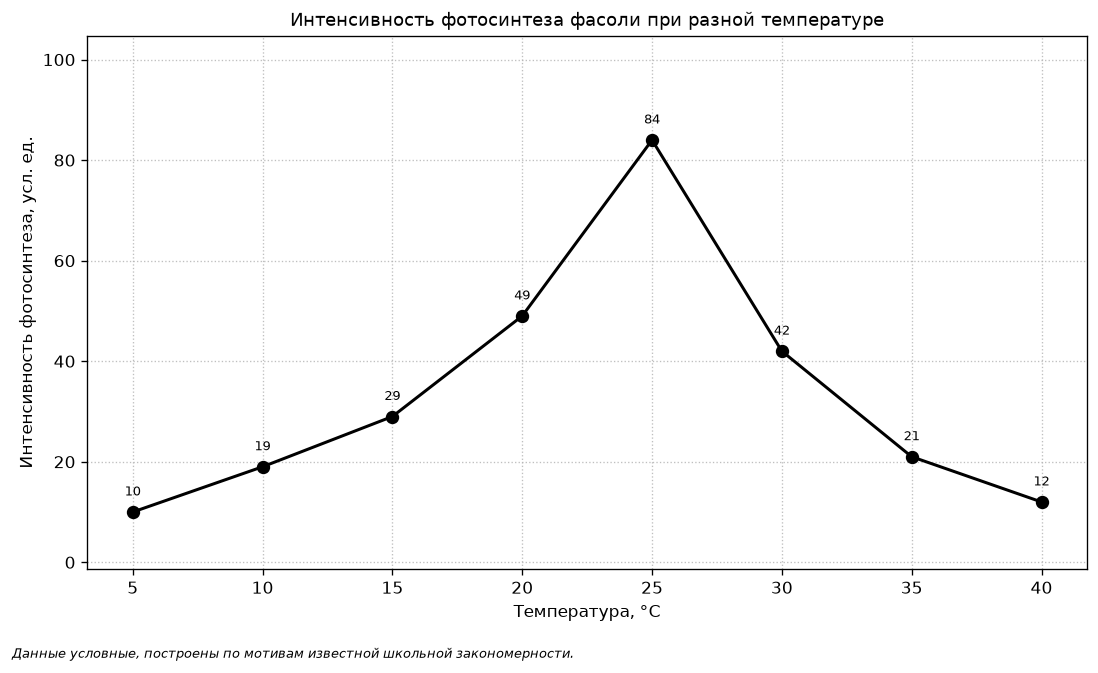 Интенсивность фотосинтеза фасоли при разной температуре
Интенсивность фотосинтеза, усл. ед.
100
80
60
40
20
0
10
19
29
49
84
42
21
12
5 10 15 20 25 30 35 40
Температура, °C
Данные условные, построены по мотивам известной школьной закономерности.